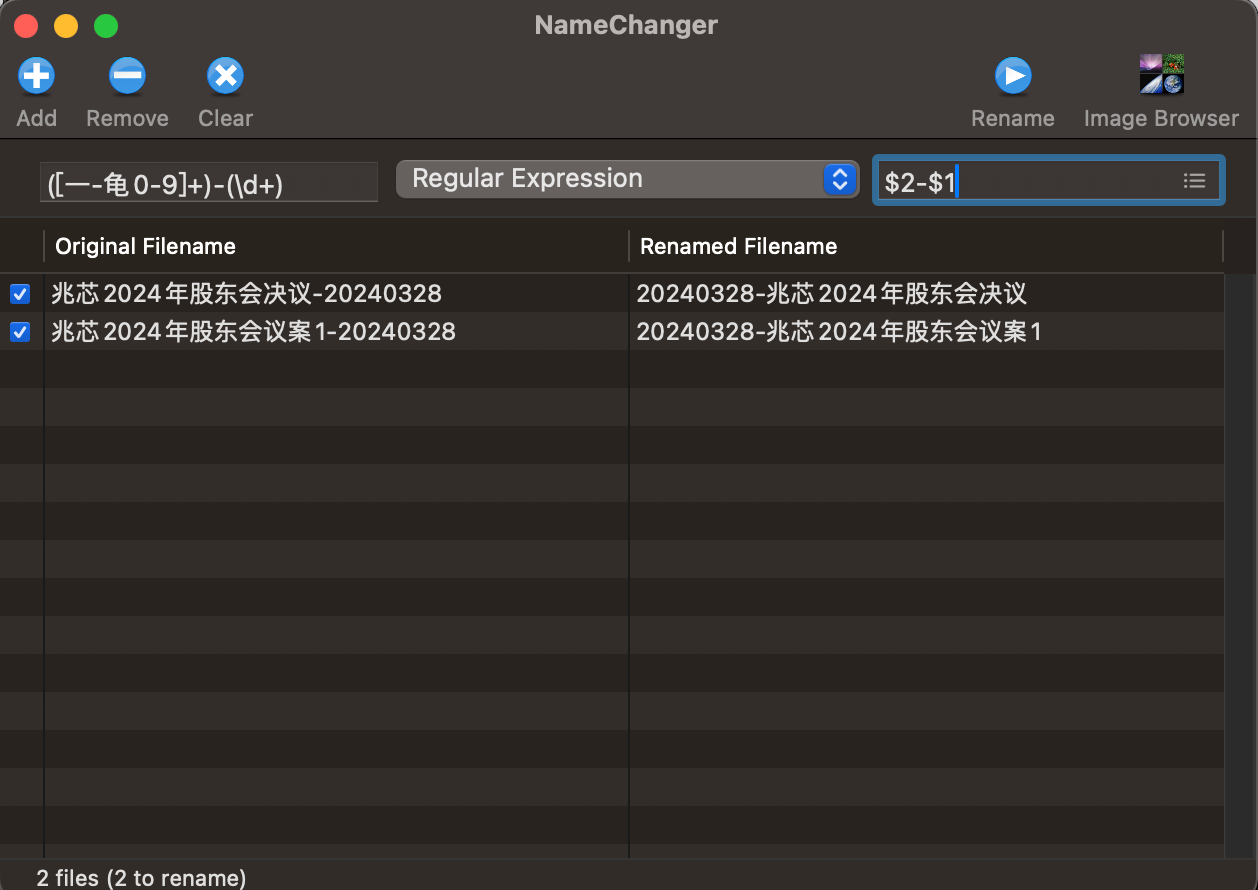 NameChanger
Add Remove Clear Rename Image Browser
([一-龟0-9]+)-(\d+) Regular Expression $2-$1
Original Filename Renamed Filename
兆芯2024年股东会决议-20240328 20240328-兆芯2024年股东会决议
兆芯2024年股东会议案1-20240328 20240328-兆芯2024年股东会议案1
2 files (2 to rename)